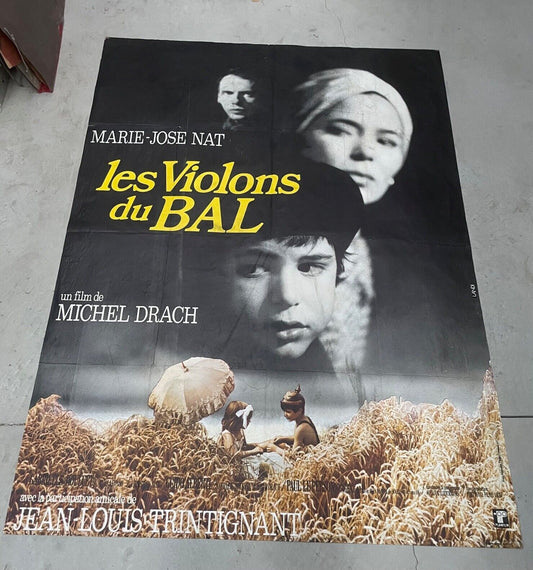 MARIE-JOSE NAT
les Violons
du BAL
un film de
MICHEL DRACH
LANDI
avec la participation amicale de
JEAN LOUIS TRINTIGNANT